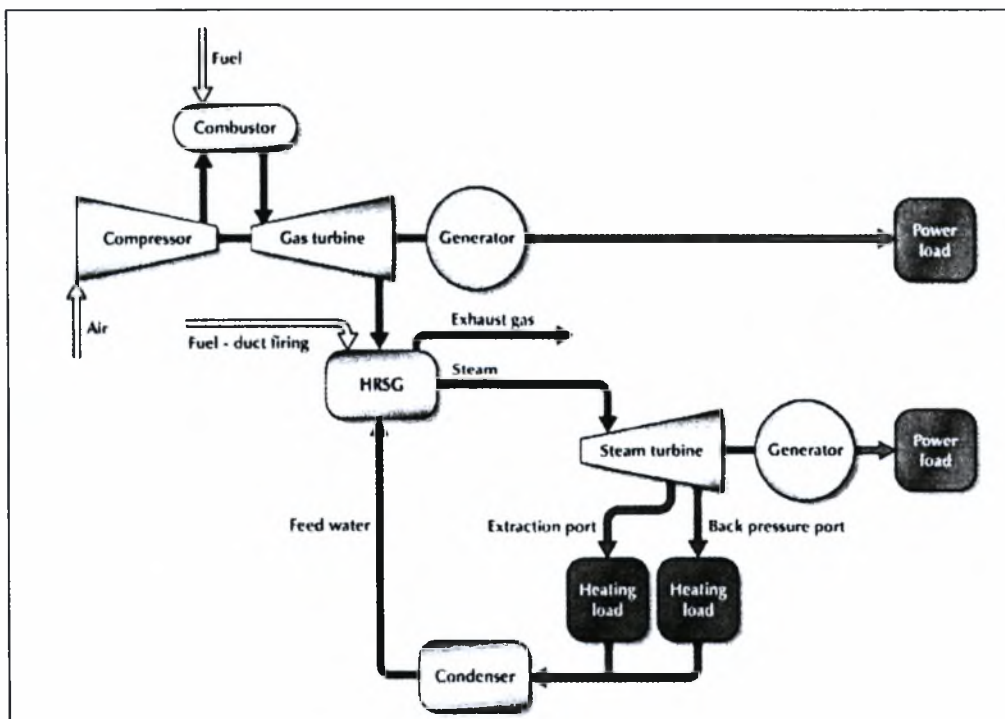 Fuel
Combustor
Compressor
Gas turbine
Generator
Power
load
Air
Fuel - duct firing
Exhaust gas
HRSG
Steam
Steam turbine
Generator
Power
load
Feed water
Extraction port
Back pressure port
Heating
load
Heating
load
Condenser